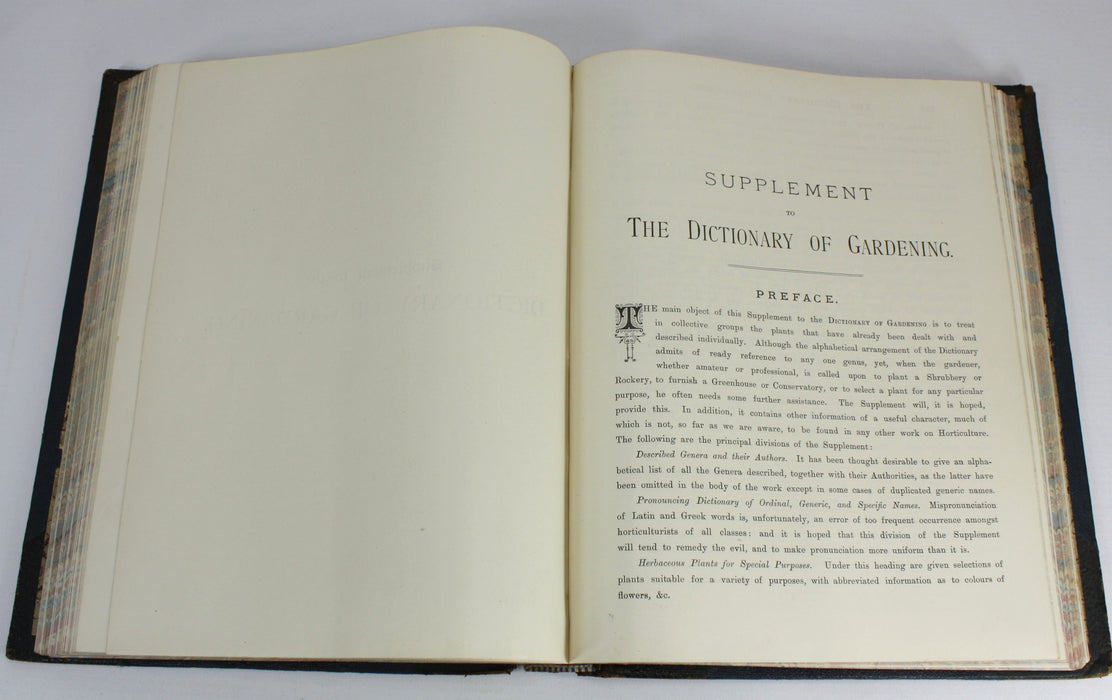 SUPPLEMENT
TO
THE DICTIONARY OF GARDENING.
PREFACE.
THE main object of this Supplement to the DICTIONARY OF GARDENING is to treat
in collective groups the plants that have already been dealt with and
described individually. Although the alphabetical arrangement of the Dictionary
admits of ready reference to any one genus, yet, when the gardener,
whether amateur or professional, is called upon to plant a Shrubbery or
Rockery, to furnish a Greenhouse or Conservatory, or to select a plant for any particular
purpose, he often needs some further assistance. The Supplement will, it is hoped,
provide this. In addition, it contains other information of a useful character, much of
which is not, so far as we are aware, to be found in any other work on Horticulture.
The following are the principal divisions of the Supplement:
Described Genera and their Authors. It has been thought desirable to give an alpha-
betical list of all the Genera described, together with their Authorities, as the latter have
been omitted in the body of the work except in some cases of duplicated generic names.
Pronouncing Dictionary of Ordinal, Generic, and Specific Names. Mispronunciation
of Latin and Greek words is, unfortunately, an error of too frequent occurrence amongst
horticulturists of all classes: and it is hoped that this division of the Supplement
will tend to remedy the evil, and to make pronunciation more uniform than it is.
Herbaceous Plants for Special Purposes. Under this heading are given selections of
plants suitable for a variety of purposes, with abbreviated information as to colours of
flowers, &c.